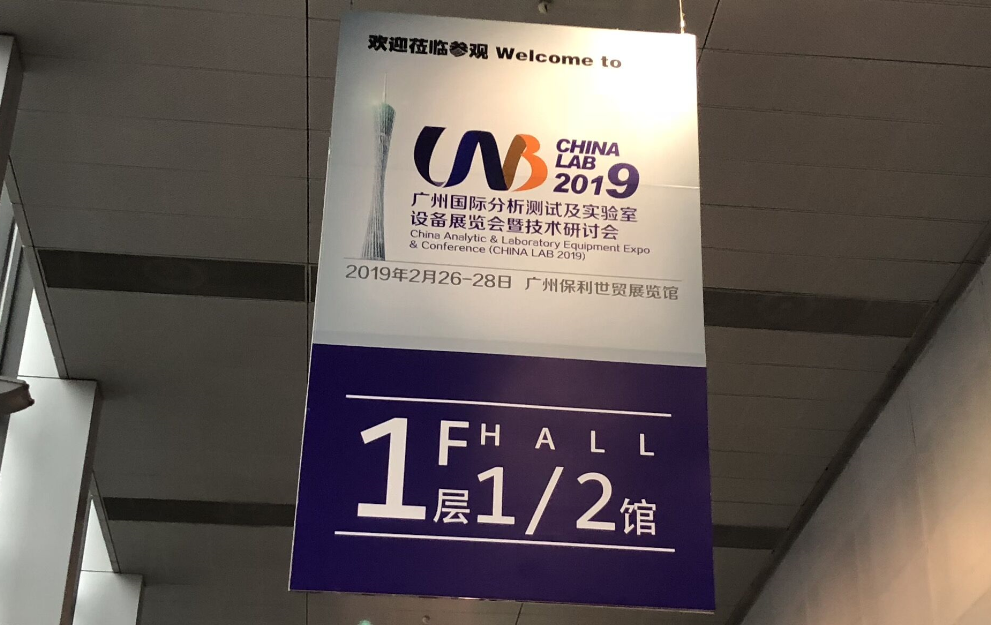 欢迎莅临参观 Welcome to
CHINA
LAB
2019
广州国际分析测试及实验室
设备展览会暨技术研讨会
China Analytic & Laboratory Equipment Expo
& Conference (CHINA LAB 2019)
2019年2月26-28日 广州保利世贸展览馆
1F HALL
层1/2馆